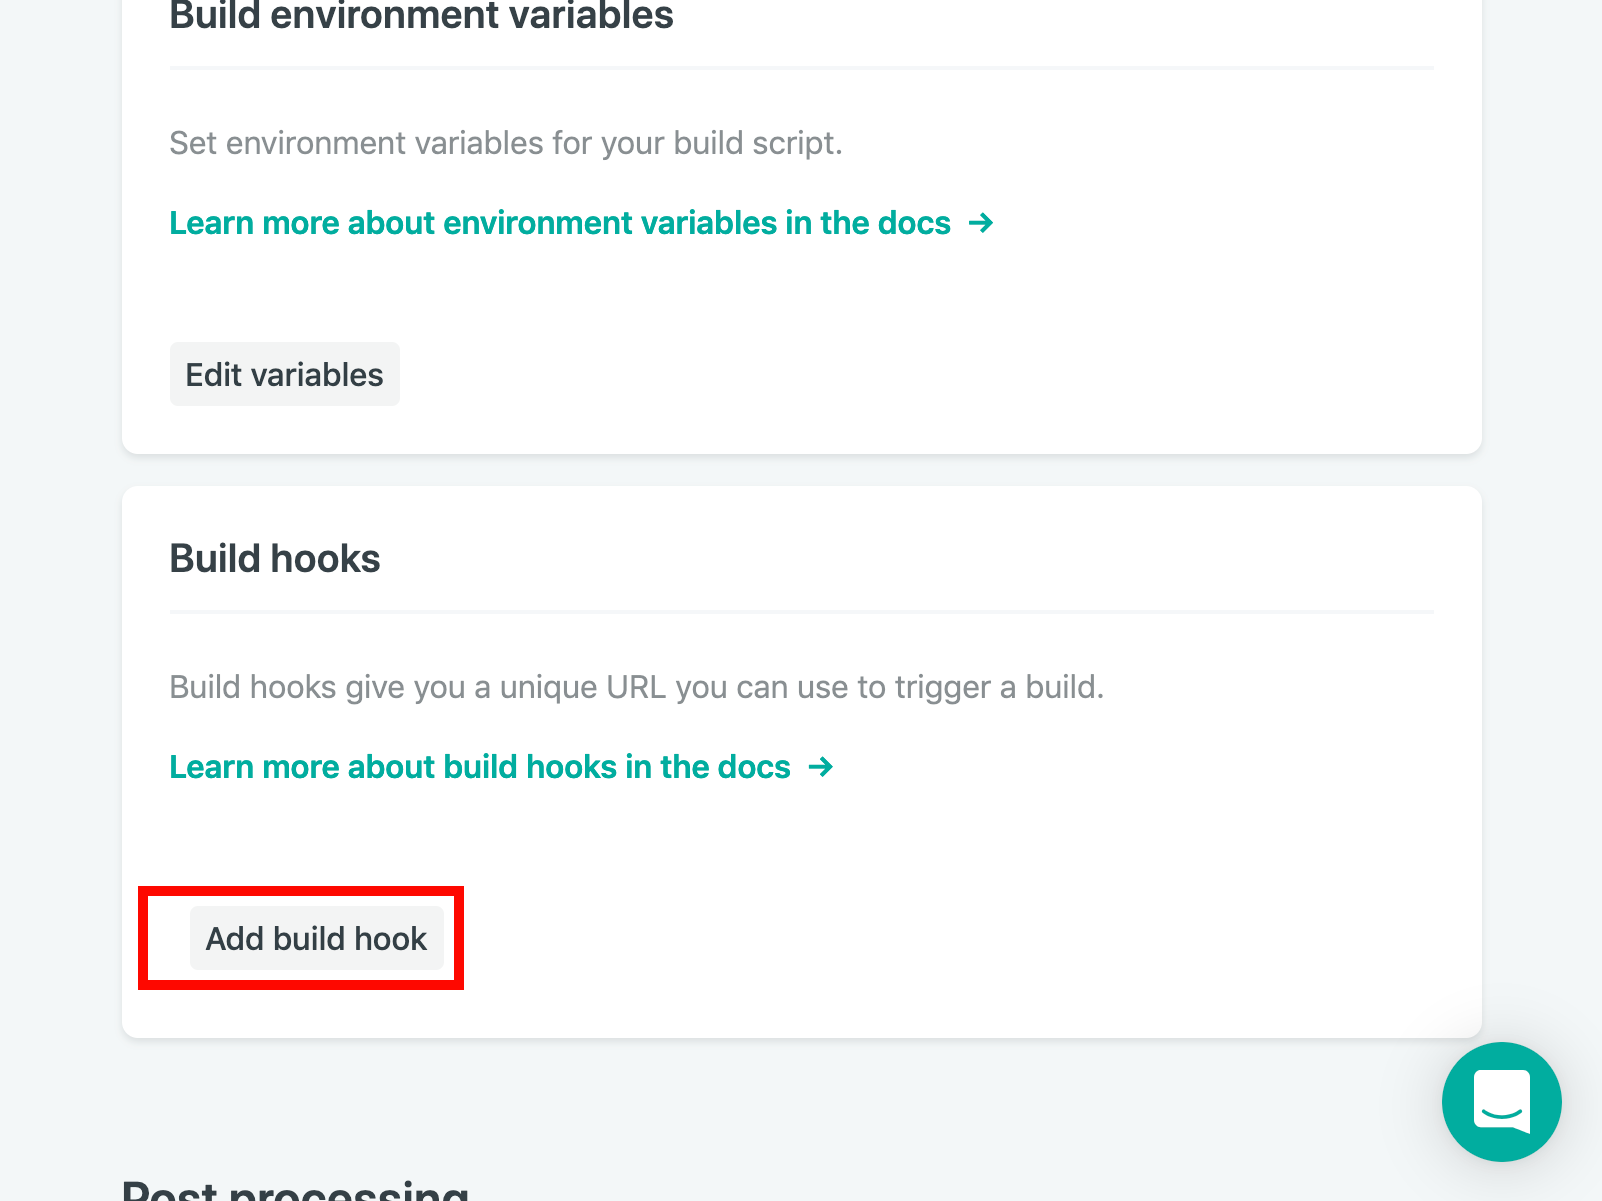 Build environment variables
Set environment variables for your build script.
Learn more about environment variables in the docs →
Edit variables
Build hooks
Build hooks give you a unique URL you can use to trigger a build.
Learn more about build hooks in the docs →
Add build hook
Post processing